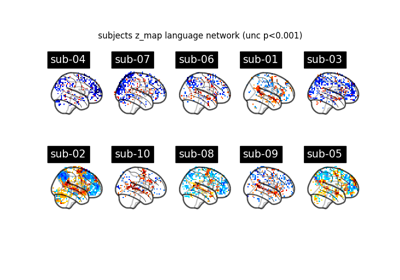 subjects z_map language network (unc p<0.001)
sub-04 sub-07 sub-06 sub-01 sub-03
sub-02 sub-10 sub-08 sub-09 sub-05